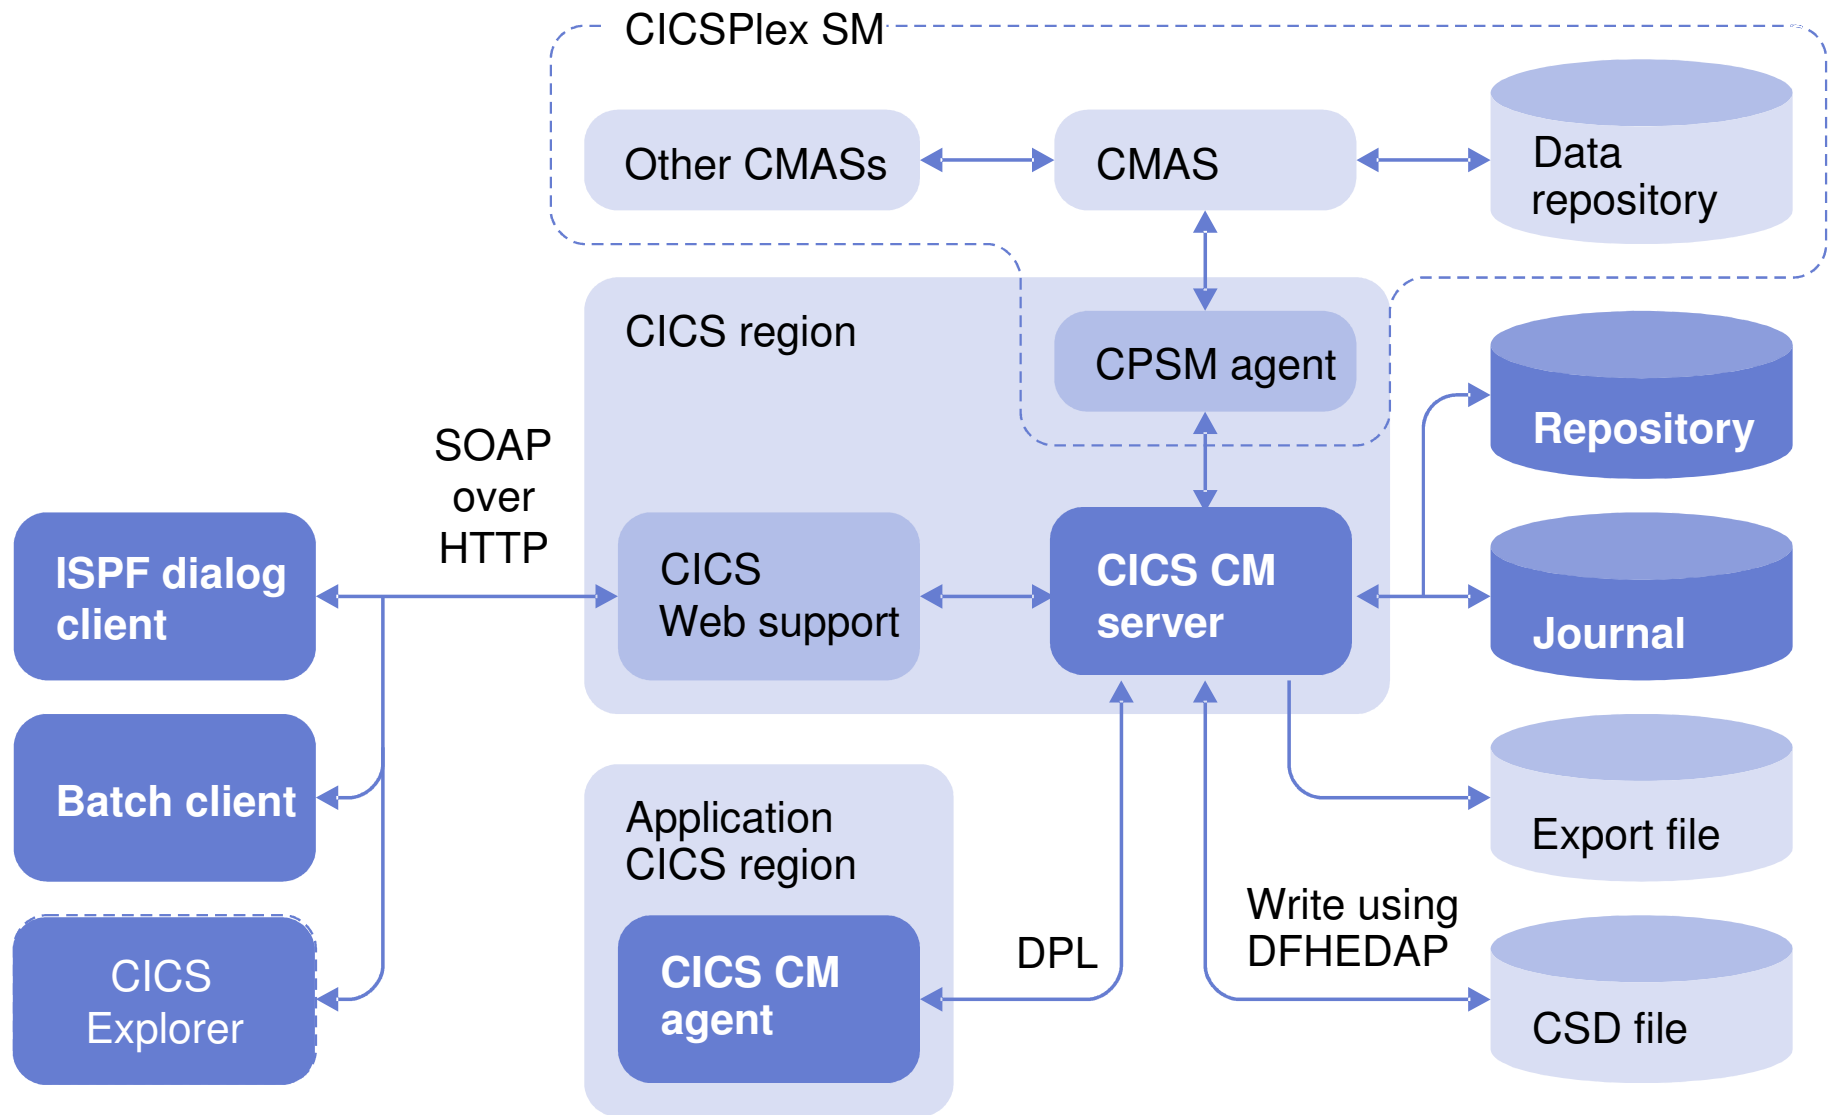 CICSPlex SM
Other CMASs
CMAS
Data
repository
CICS region
CPSM agent
Repository
SOAP
over
HTTP
ISPF dialog
client
CICS
Web support
CICS CM
server
Journal
Batch client
Application
CICS region
Export file
CICS
Explorer
CICS CM
agent
DPL
Write using
DFHEDAP
CSD file